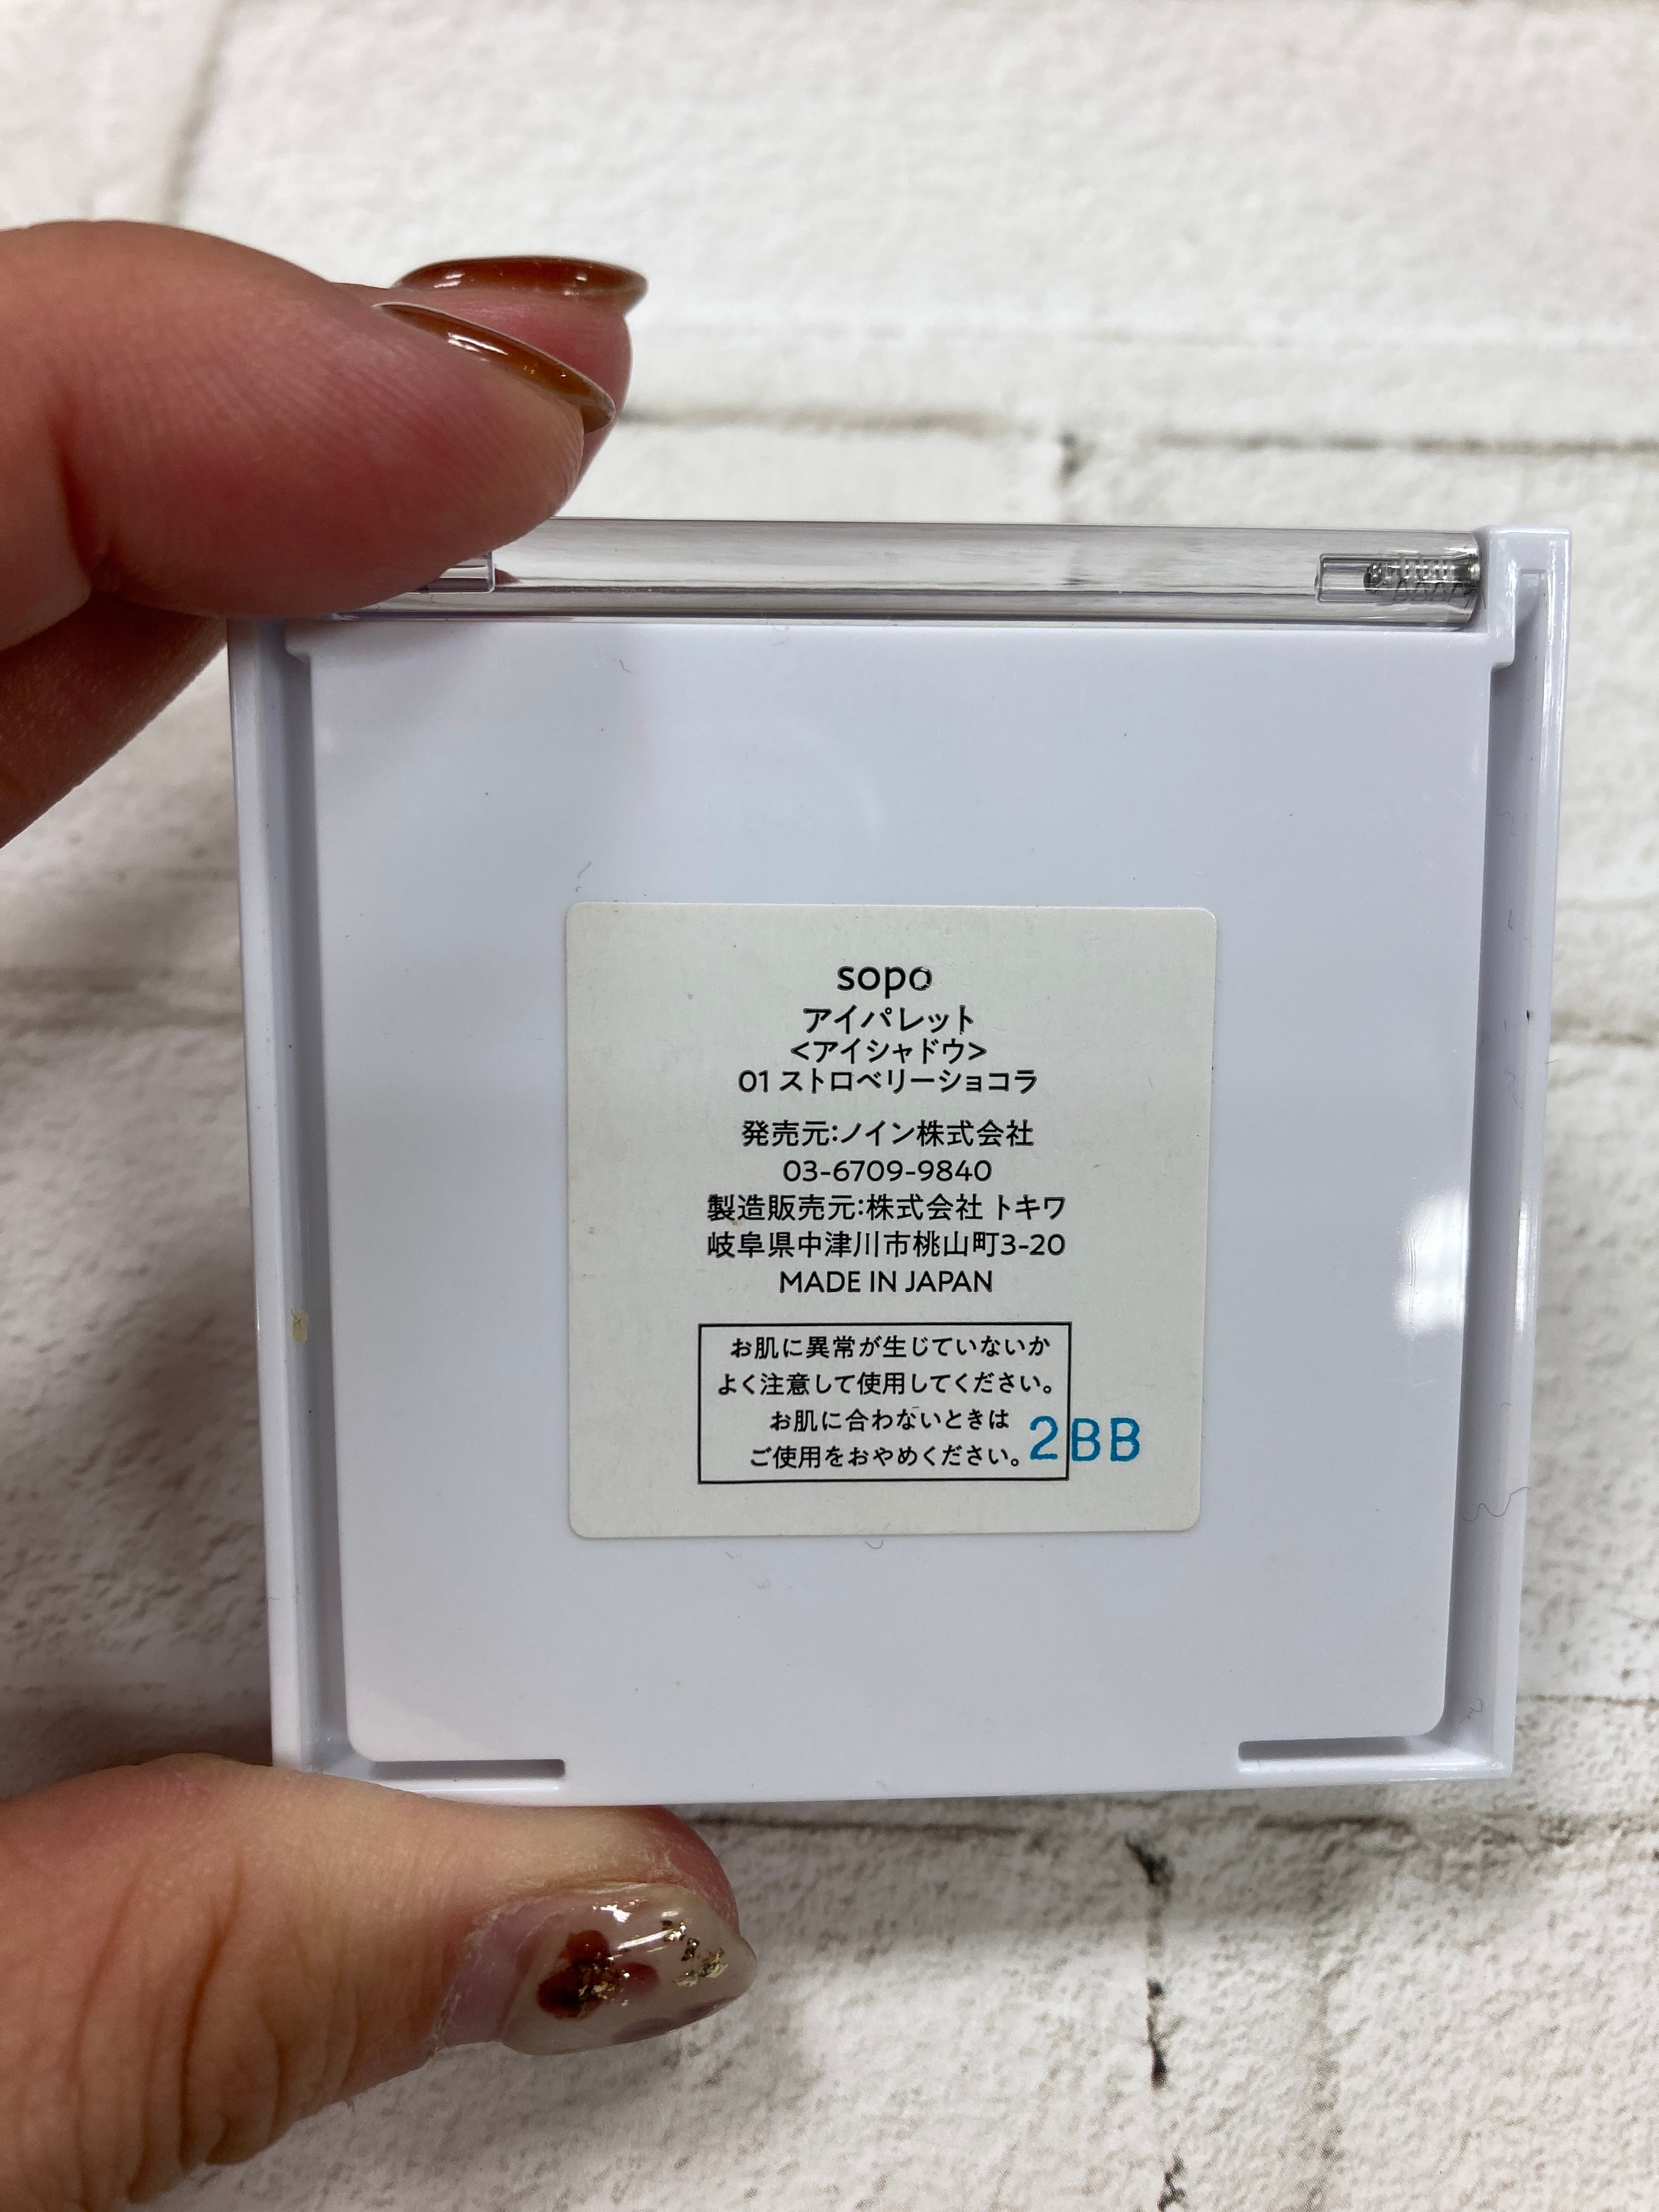 sopo
アイパレット
<アイシャドウ>
01 ストロベリーショコラ
発売元:ノイン株式会社
03-6709-9840
製造販売元:株式会社 トキワ
岐阜県中津川市桃山町3-20
MADE IN JAPAN
お肌に異常が生じていないか
よく注意して使用してください。
お肌に合わないときは
ご使用をおやめください。
2BB